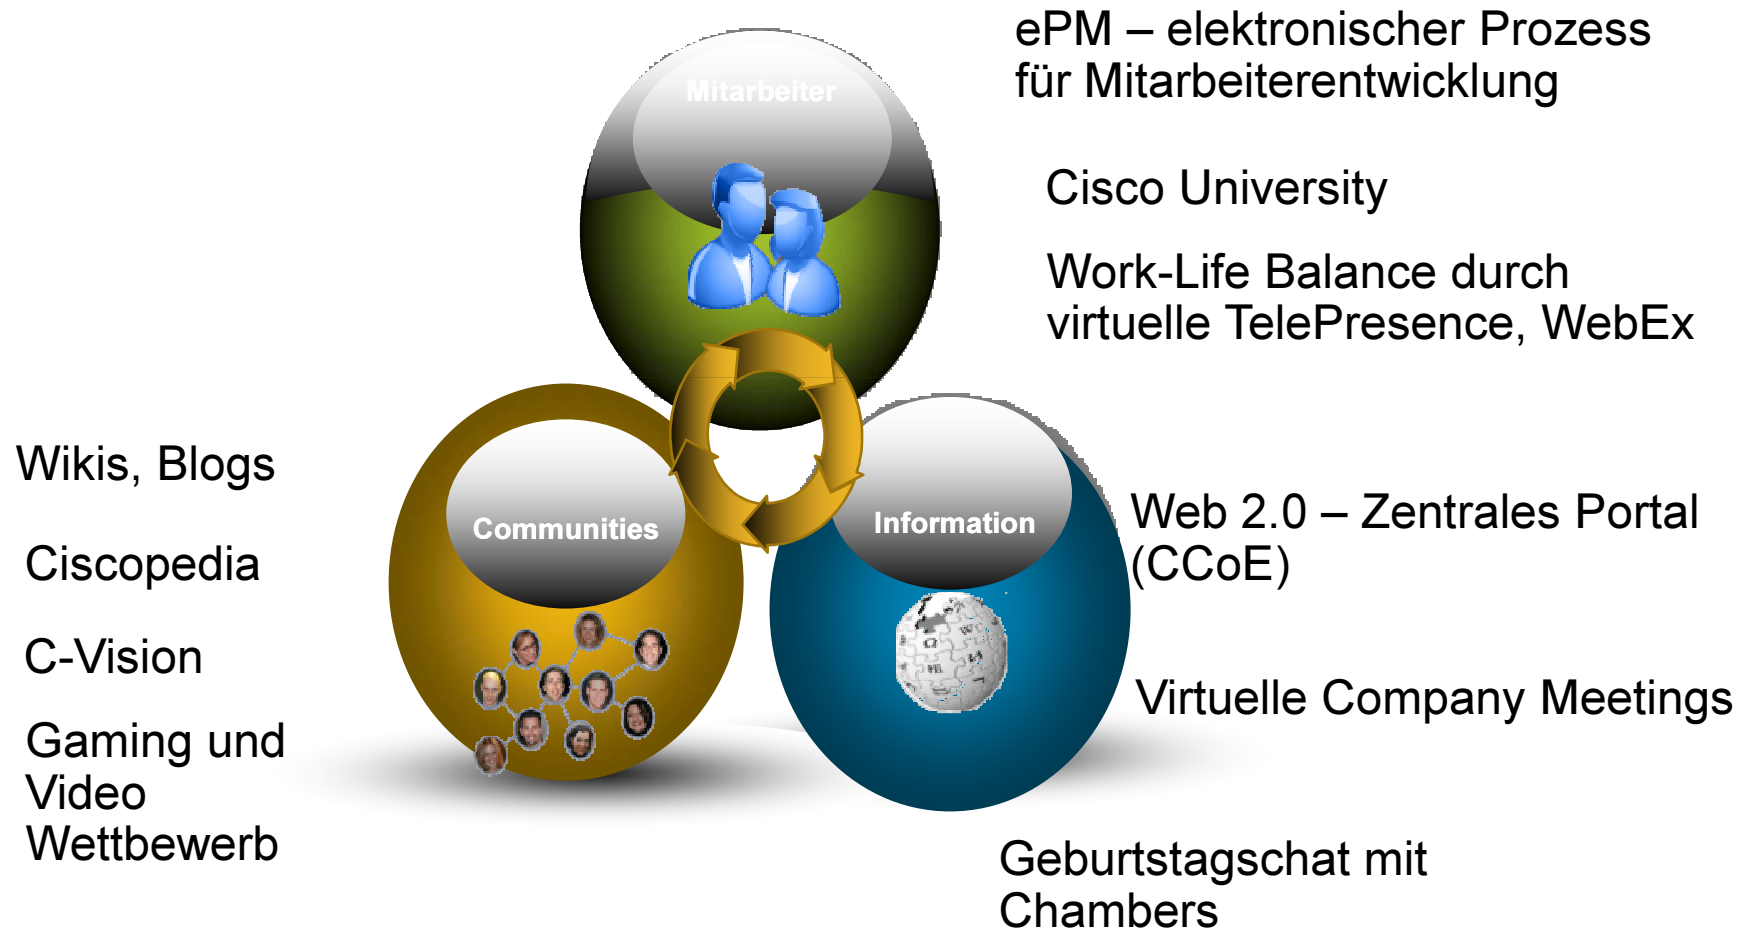 ePM – elektronischer Prozess
für Mitarbeiterentwicklung
Mitarbeiter
Cisco University
Work-Life Balance durch
virtuelle TelePresence, WebEx
Wikis, Blogs
Ciscopedia
C-Vision
Gaming und
Video
Wettbewerb
Communities
Information
Web 2.0 – Zentrales Portal
(CCoE)
Virtuelle Company Meetings
Geburtstagschat mit
Chambers